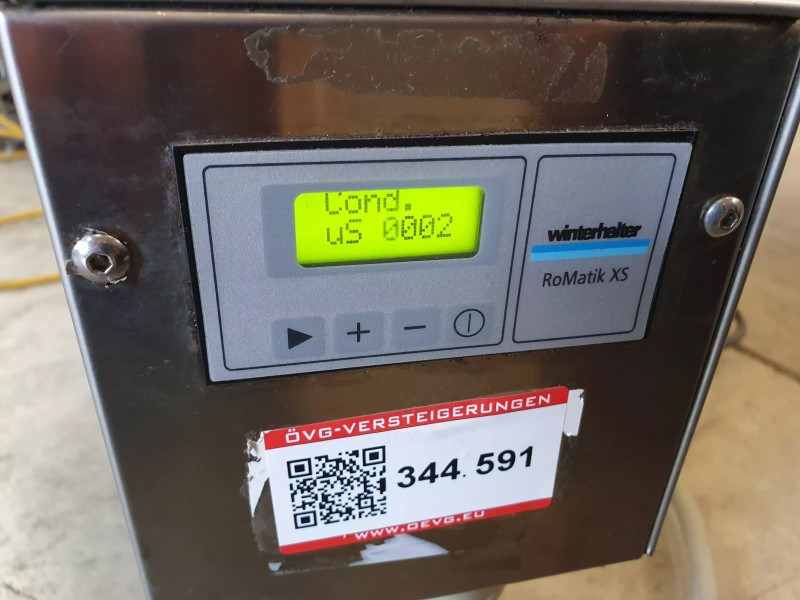 Cond.
uS 0002
winterhalter
RoMatik XS
ÖVG-VERSTEIGERUNGEN
344.591
WWW.OEVG.EU